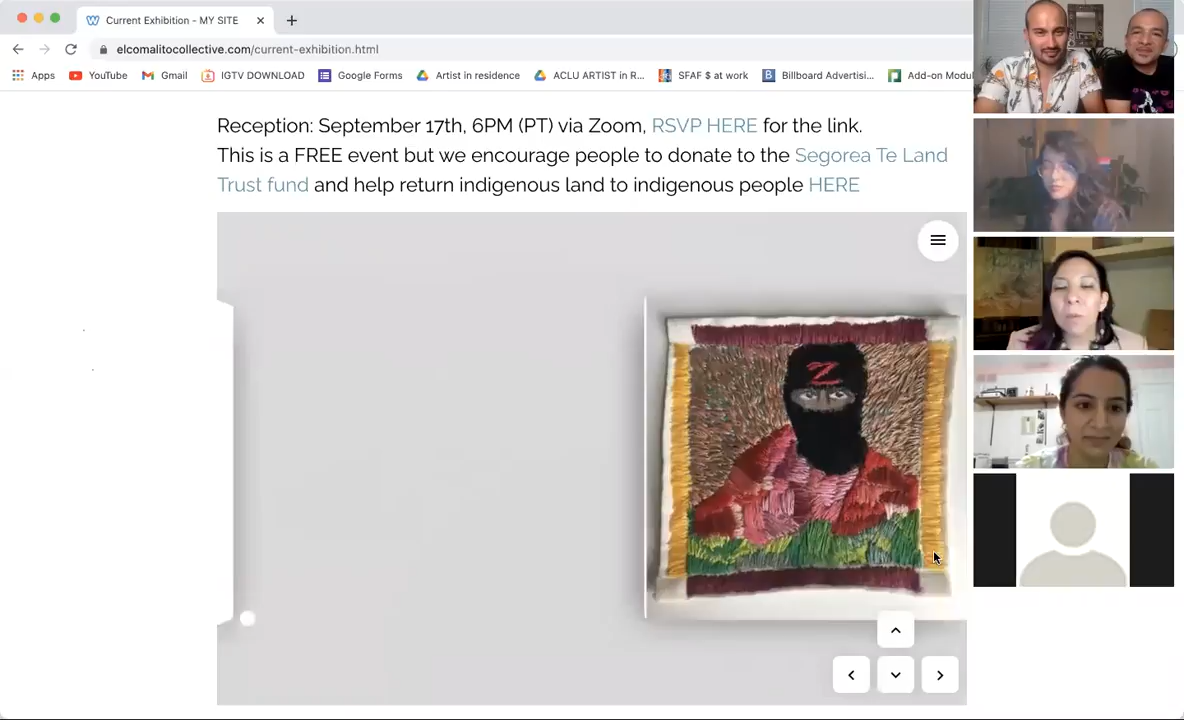 Current Exhibition - MY SITE
elcomalitocollective.com/current-exhibition.html
Apps YouTube Gmail IGTV DOWNLOAD Google Forms Artist in residence ACLU ARTIST in R... SFAF $ at work Billboard Advertisi... Add-on Modul
Reception: September 17th, 6PM (PT) via Zoom, RSVP HERE for the link.
This is a FREE event but we encourage people to donate to the Segorea Te Land
Trust fund and help return indigenous land to indigenous people HERE
Z